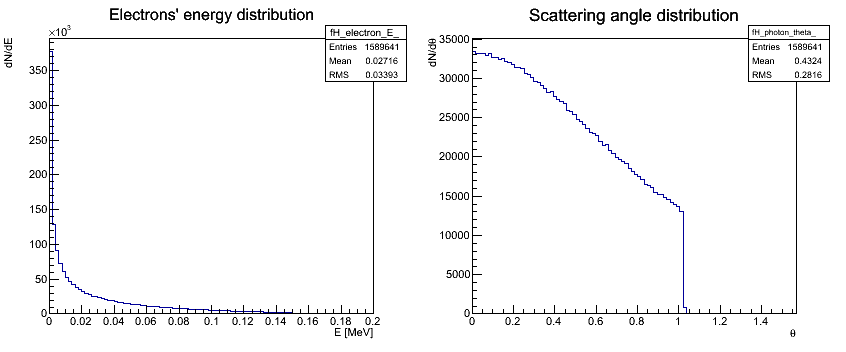 Electrons' energy distribution
×10³
dN/dE
fH_electron_E_
Entries 1589641
Mean 0.02716
RMS 0.03393
350
300
250
200
150
100
50
0
0 0.02 0.04 0.06 0.08 0.1 0.12 0.14 0.16 0.18 0.2
E [MeV]
Scattering angle distribution
dN/dθ
fH_photon_theta_
Entries 1589641
Mean 0.4324
RMS 0.2816
35000
30000
25000
20000
15000
10000
5000
0
0 0.2 0.4 0.6 0.8 1 1.2 1.4
θ